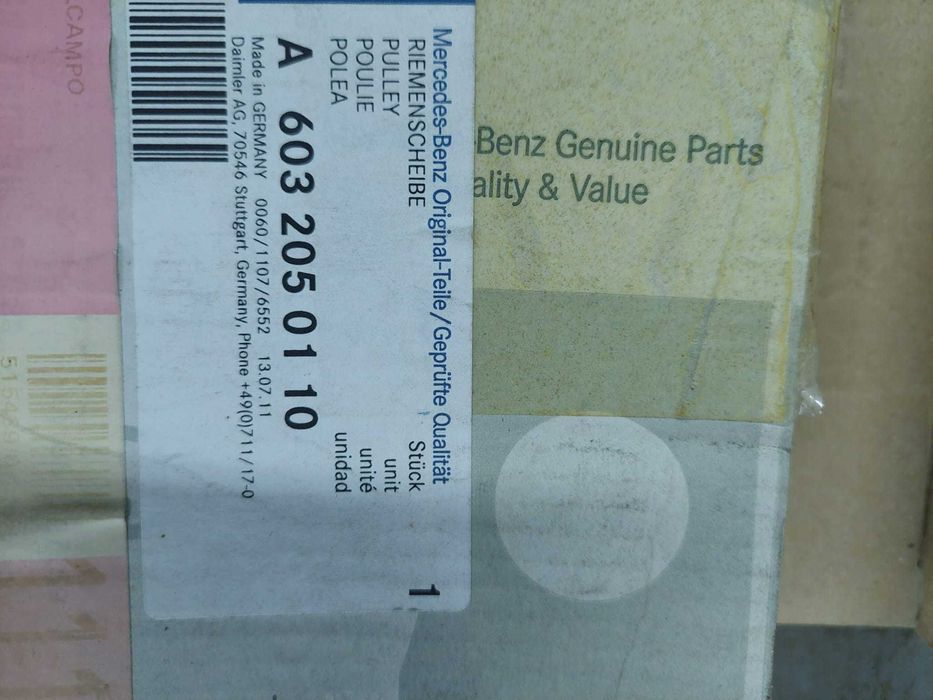 Mercedes-Benz Original-Teile/Geprüfte Qualität
RIEMENSCHEIBE Stück 1
PULLEY unit
POULIE unité
POLEA unidad
A 603 205 01 10
Made in GERMANY 0060/1107/6552 13.07.11
Daimler AG, 70546 Stuttgart, Germany, Phone +49(0)711/17-0
-Benz Genuine Parts
ality & Value
CAMPO